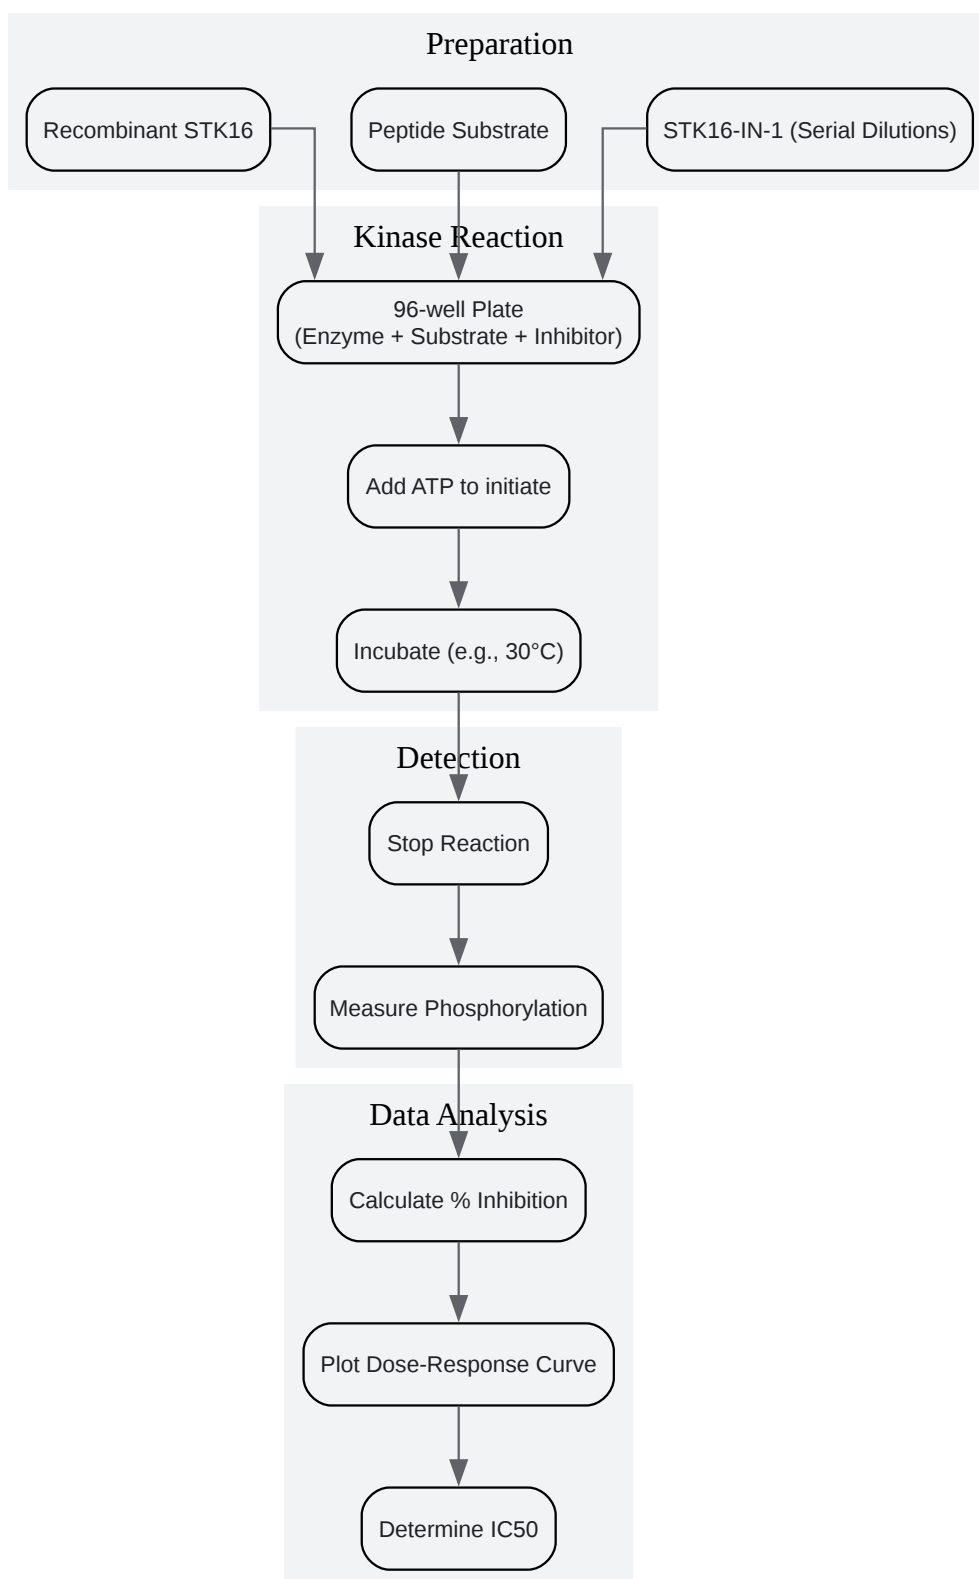 Preparation
Recombinant STK16
Peptide Substrate
STK16-IN-1 (Serial Dilutions)
Kinase Reaction
96-well Plate
(Enzyme + Substrate + Inhibitor)
Add ATP to initiate
Incubate (e.g., 30°C)
Detection
Stop Reaction
Measure Phosphorylation
Data Analysis
Calculate % Inhibition
Plot Dose-Response Curve
Determine IC50